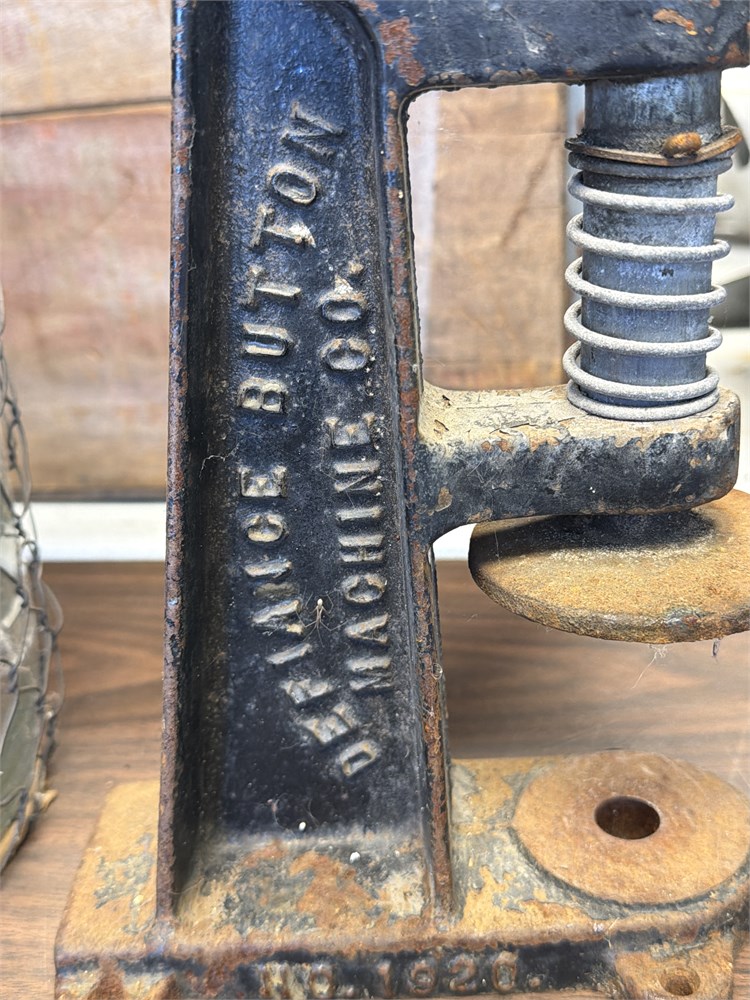 DEFIANCE BUTTON
MACHINE CO.
NO. 1920.